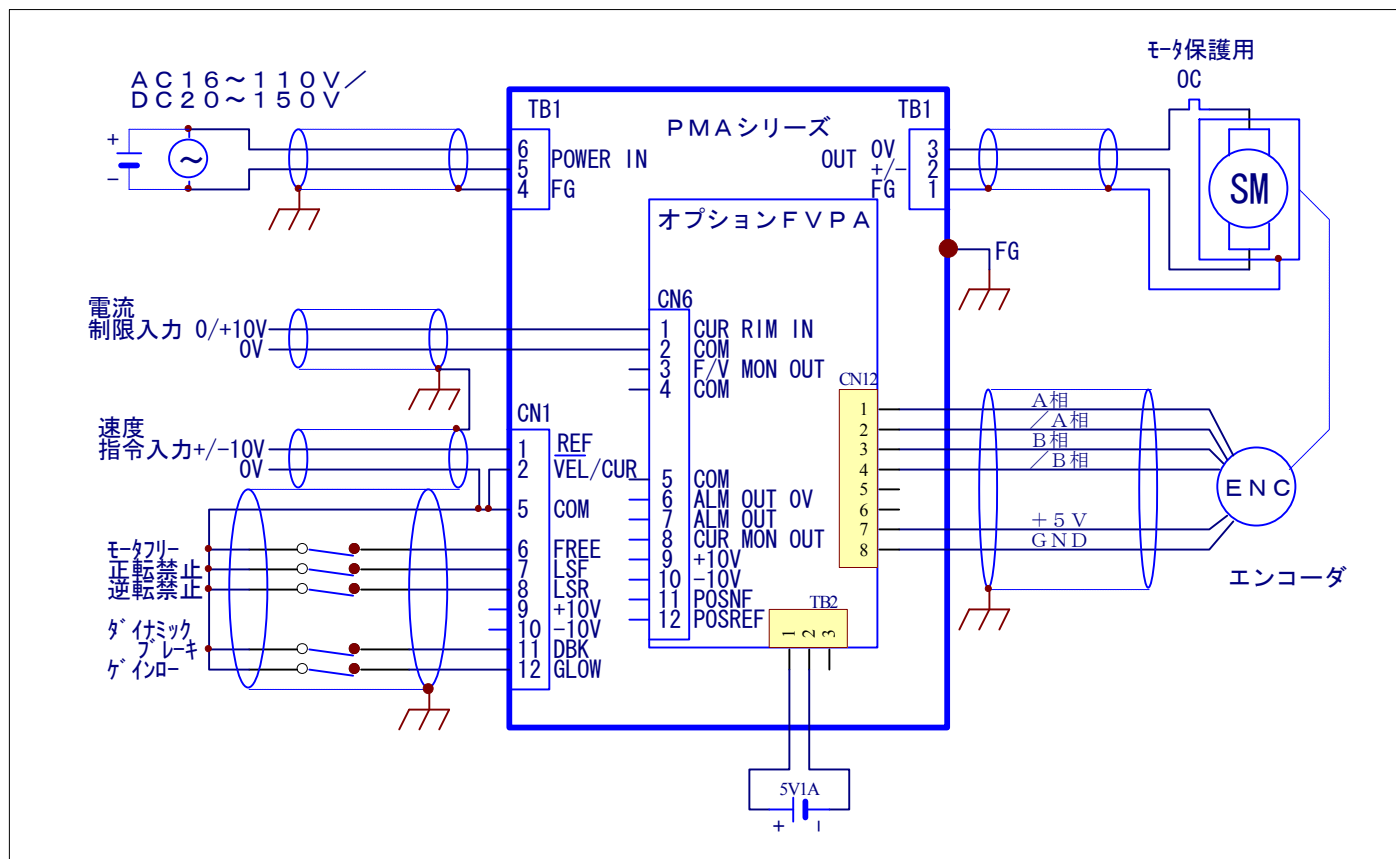 AC16～110V／
DC20～150V
+
-
～
TB1
6
5
4
POWER IN
FG
PMAシリーズ
TB1
OUT
0V
+/-
FG
3
2
1
モータ保護用
OC
SM
FG
オプションFVPA
電流
制限入力 0/+10V
0V
CN6
1 CUR RIM IN
2 COM
3 F/V MON OUT
4 COM
5 COM
6 ALM OUT 0V
7 ALM OUT
8 CUR MON OUT
9 +10V
10 -10V
11 POSNF
12 POSREF
速度
指令入力+/-10V
0V
CN1
1 REF
2 VEL/CUR
5 COM
6 FREE
7 LSF
8 LSR
9 +10V
10 -10V
11 DBK
12 GLOW
モータフリー
正転禁止
逆転禁止
ダイナミック
ブレーキ
ゲインロー
CN12
1
2
3
4
5
6
7
8
A相
／A相
B相
／B相
＋5V
GND
ENC
エンコーダ
TB2
1
2
3
5V1A
+
-